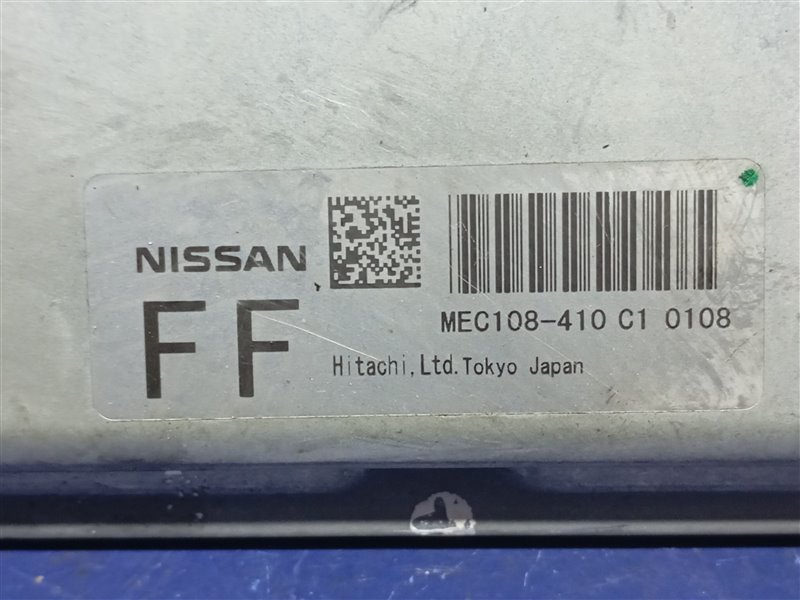 NISSAN
FF
MEC108-410 C1 0108
Hitachi,Ltd.Tokyo Japan